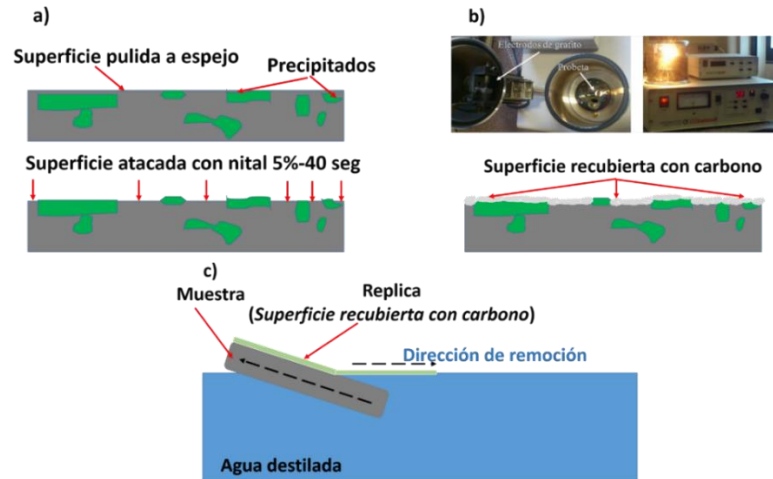 a)
Superficie pulida a espejo
Precipitados
Superficie atacada con nital 5%-40 seg
b)
Electrodos de grafito
Probeta
Superficie recubierta con carbono
c)
Muestra
Replica
(Superficie recubierta con carbono)
Dirección de remoción
Agua destilada